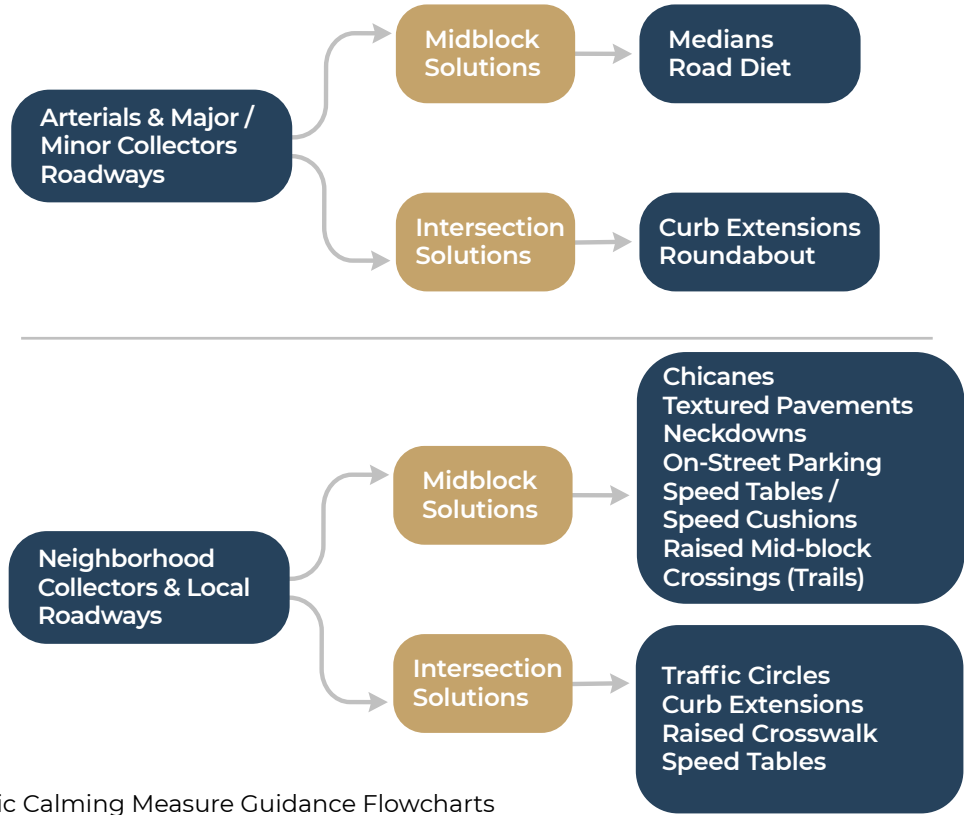 Arterials & Major /
Minor Collectors
Roadways
Midblock
Solutions
Medians
Road Diet
Intersection
Solutions
Curb Extensions
Roundabout
Neighborhood
Collectors & Local
Roadways
Midblock
Solutions
Chicanes
Textured Pavements
Neckdowns
On-Street Parking
Speed Tables /
Speed Cushions
Raised Mid-block
Crossings (Trails)
Intersection
Solutions
Traffic Circles
Curb Extensions
Raised Crosswalk
Speed Tables
ic Calming Measure Guidance Flowcharts